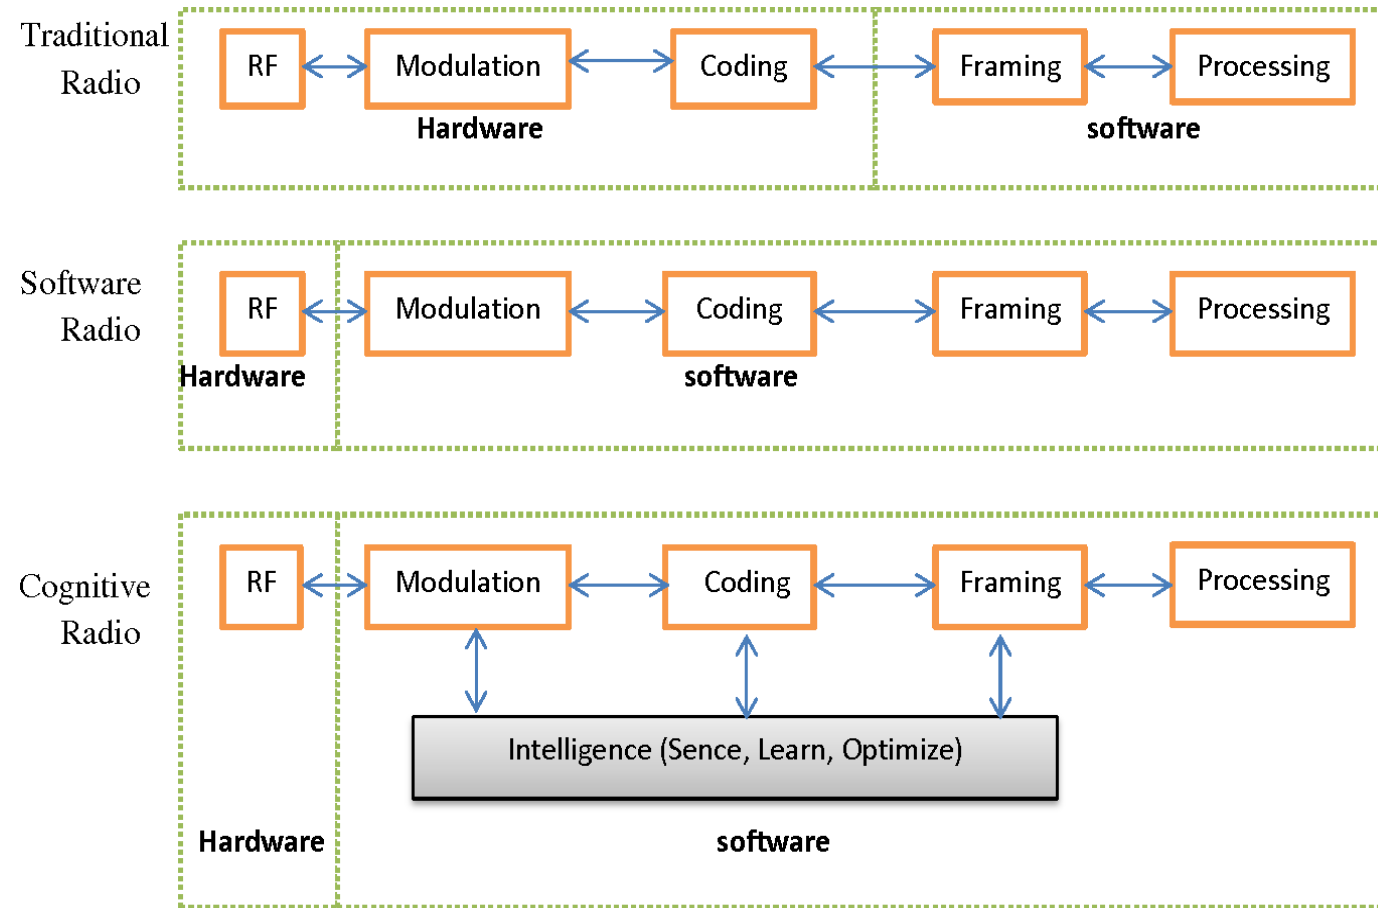 Traditional
Radio
RF Modulation Coding Framing Processing
Hardware software
Software
Radio
RF Modulation Coding Framing Processing
Hardware software
Cognitive
Radio
RF Modulation Coding Framing Processing
Intelligence (Sence, Learn, Optimize)
Hardware software